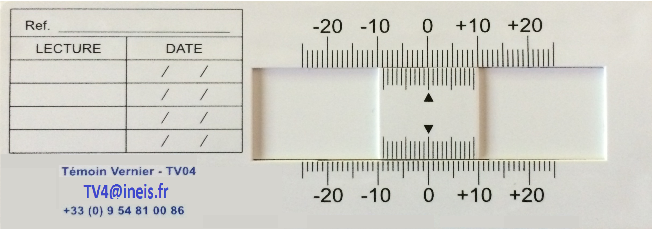 Ref.
LECTURE DATE
/ /
/ /
/ /
/ /
Témoin Vernier - TV04
TV4@ineis.fr
+33 (0) 9 54 81 00 86
-20 -10 0 +10 +20
-20 -10 0 +10 +20